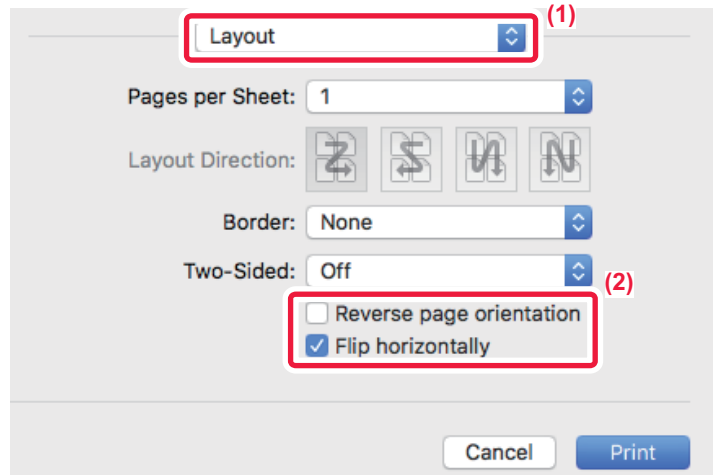 (1)
Layout
Pages per Sheet: 1
Layout Direction:
Border: None
Two-Sided: Off
(2)
Reverse page orientation
Flip horizontally
Cancel Print